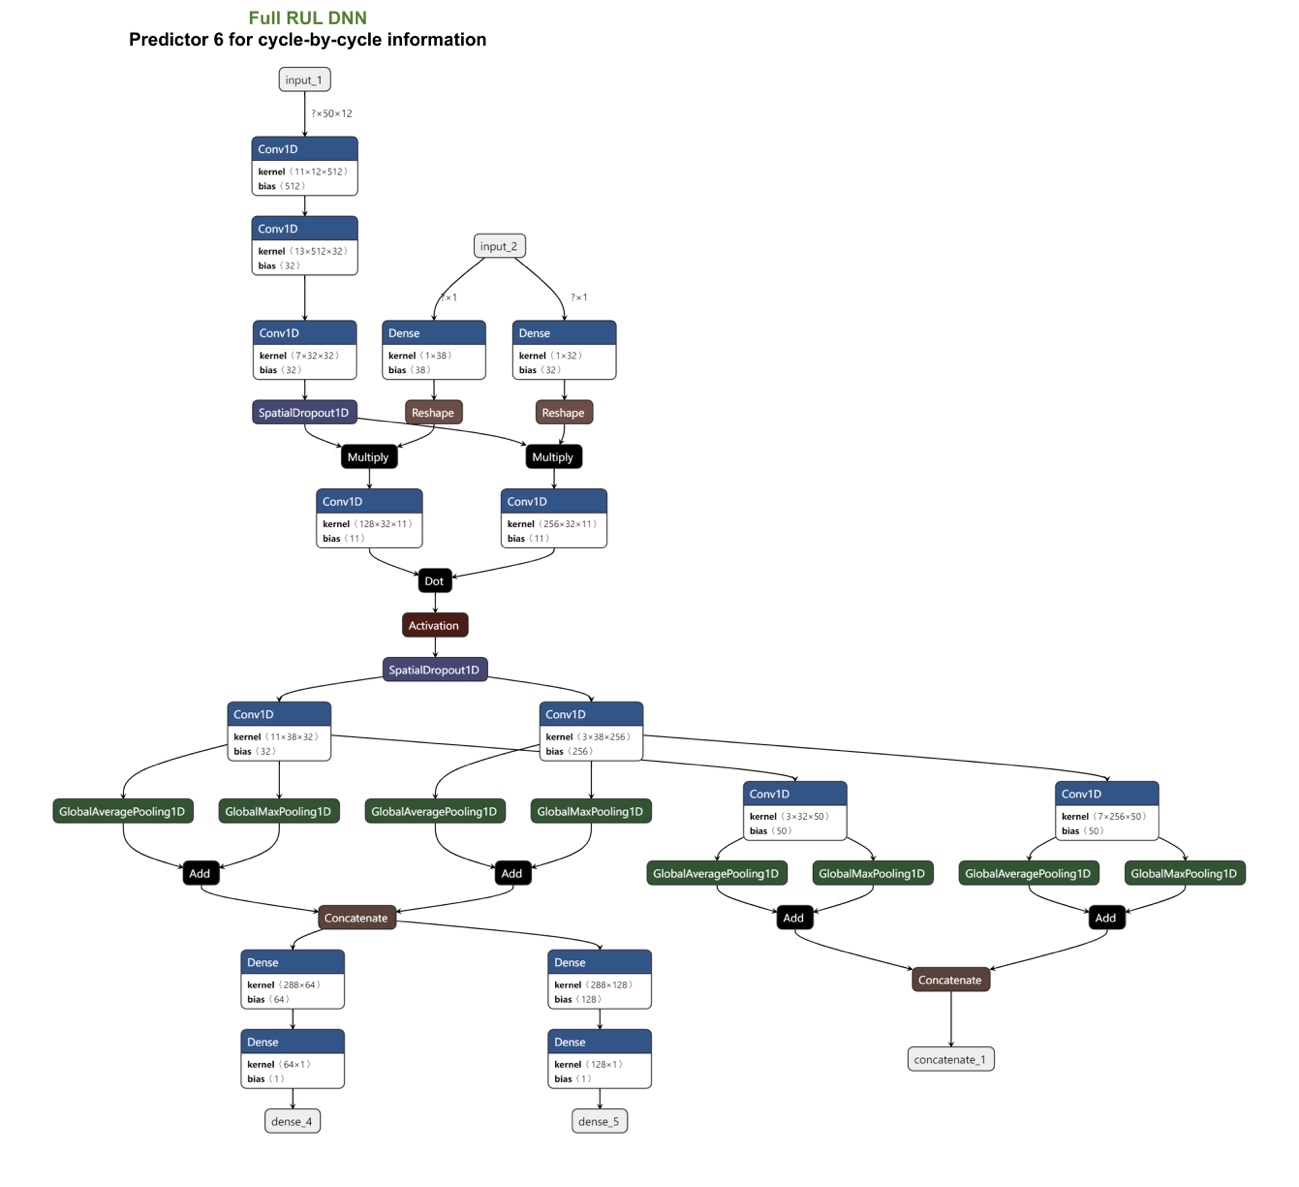 Full RUL DNN
Predictor 6 for cycle-by-cycle information
input_1
?×50×12
Conv1D
kernel ⟨11×12×512⟩
bias ⟨512⟩
Conv1D
kernel ⟨13×512×32⟩
bias ⟨32⟩
input_2
?×1
?×1
Conv1D
kernel ⟨7×32×32⟩
bias ⟨32⟩
Dense
kernel ⟨1×38⟩
bias ⟨38⟩
Dense
kernel ⟨1×32⟩
bias ⟨32⟩
SpatialDropout1D
Reshape
Reshape
Multiply
Multiply
Conv1D
kernel ⟨128×32×11⟩
bias ⟨11⟩
Conv1D
kernel ⟨256×32×11⟩
bias ⟨11⟩
Dot
Activation
SpatialDropout1D
Conv1D
kernel ⟨11×38×32⟩
bias ⟨32⟩
Conv1D
kernel ⟨3×38×256⟩
bias ⟨256⟩
GlobalAveragePooling1D
GlobalMaxPooling1D
GlobalAveragePooling1D
GlobalMaxPooling1D
Conv1D
kernel ⟨3×32×50⟩
bias ⟨50⟩
Conv1D
kernel ⟨7×256×50⟩
bias ⟨50⟩
Add
Add
GlobalAveragePooling1D
GlobalMaxPooling1D
GlobalAveragePooling1D
GlobalMaxPooling1D
Concatenate
Add
Add
Dense
kernel ⟨288×64⟩
bias ⟨64⟩
Dense
kernel ⟨288×128⟩
bias ⟨128⟩
Concatenate
Dense
kernel ⟨64×1⟩
bias ⟨1⟩
Dense
kernel ⟨128×1⟩
bias ⟨1⟩
concatenate_1
dense_4
dense_5